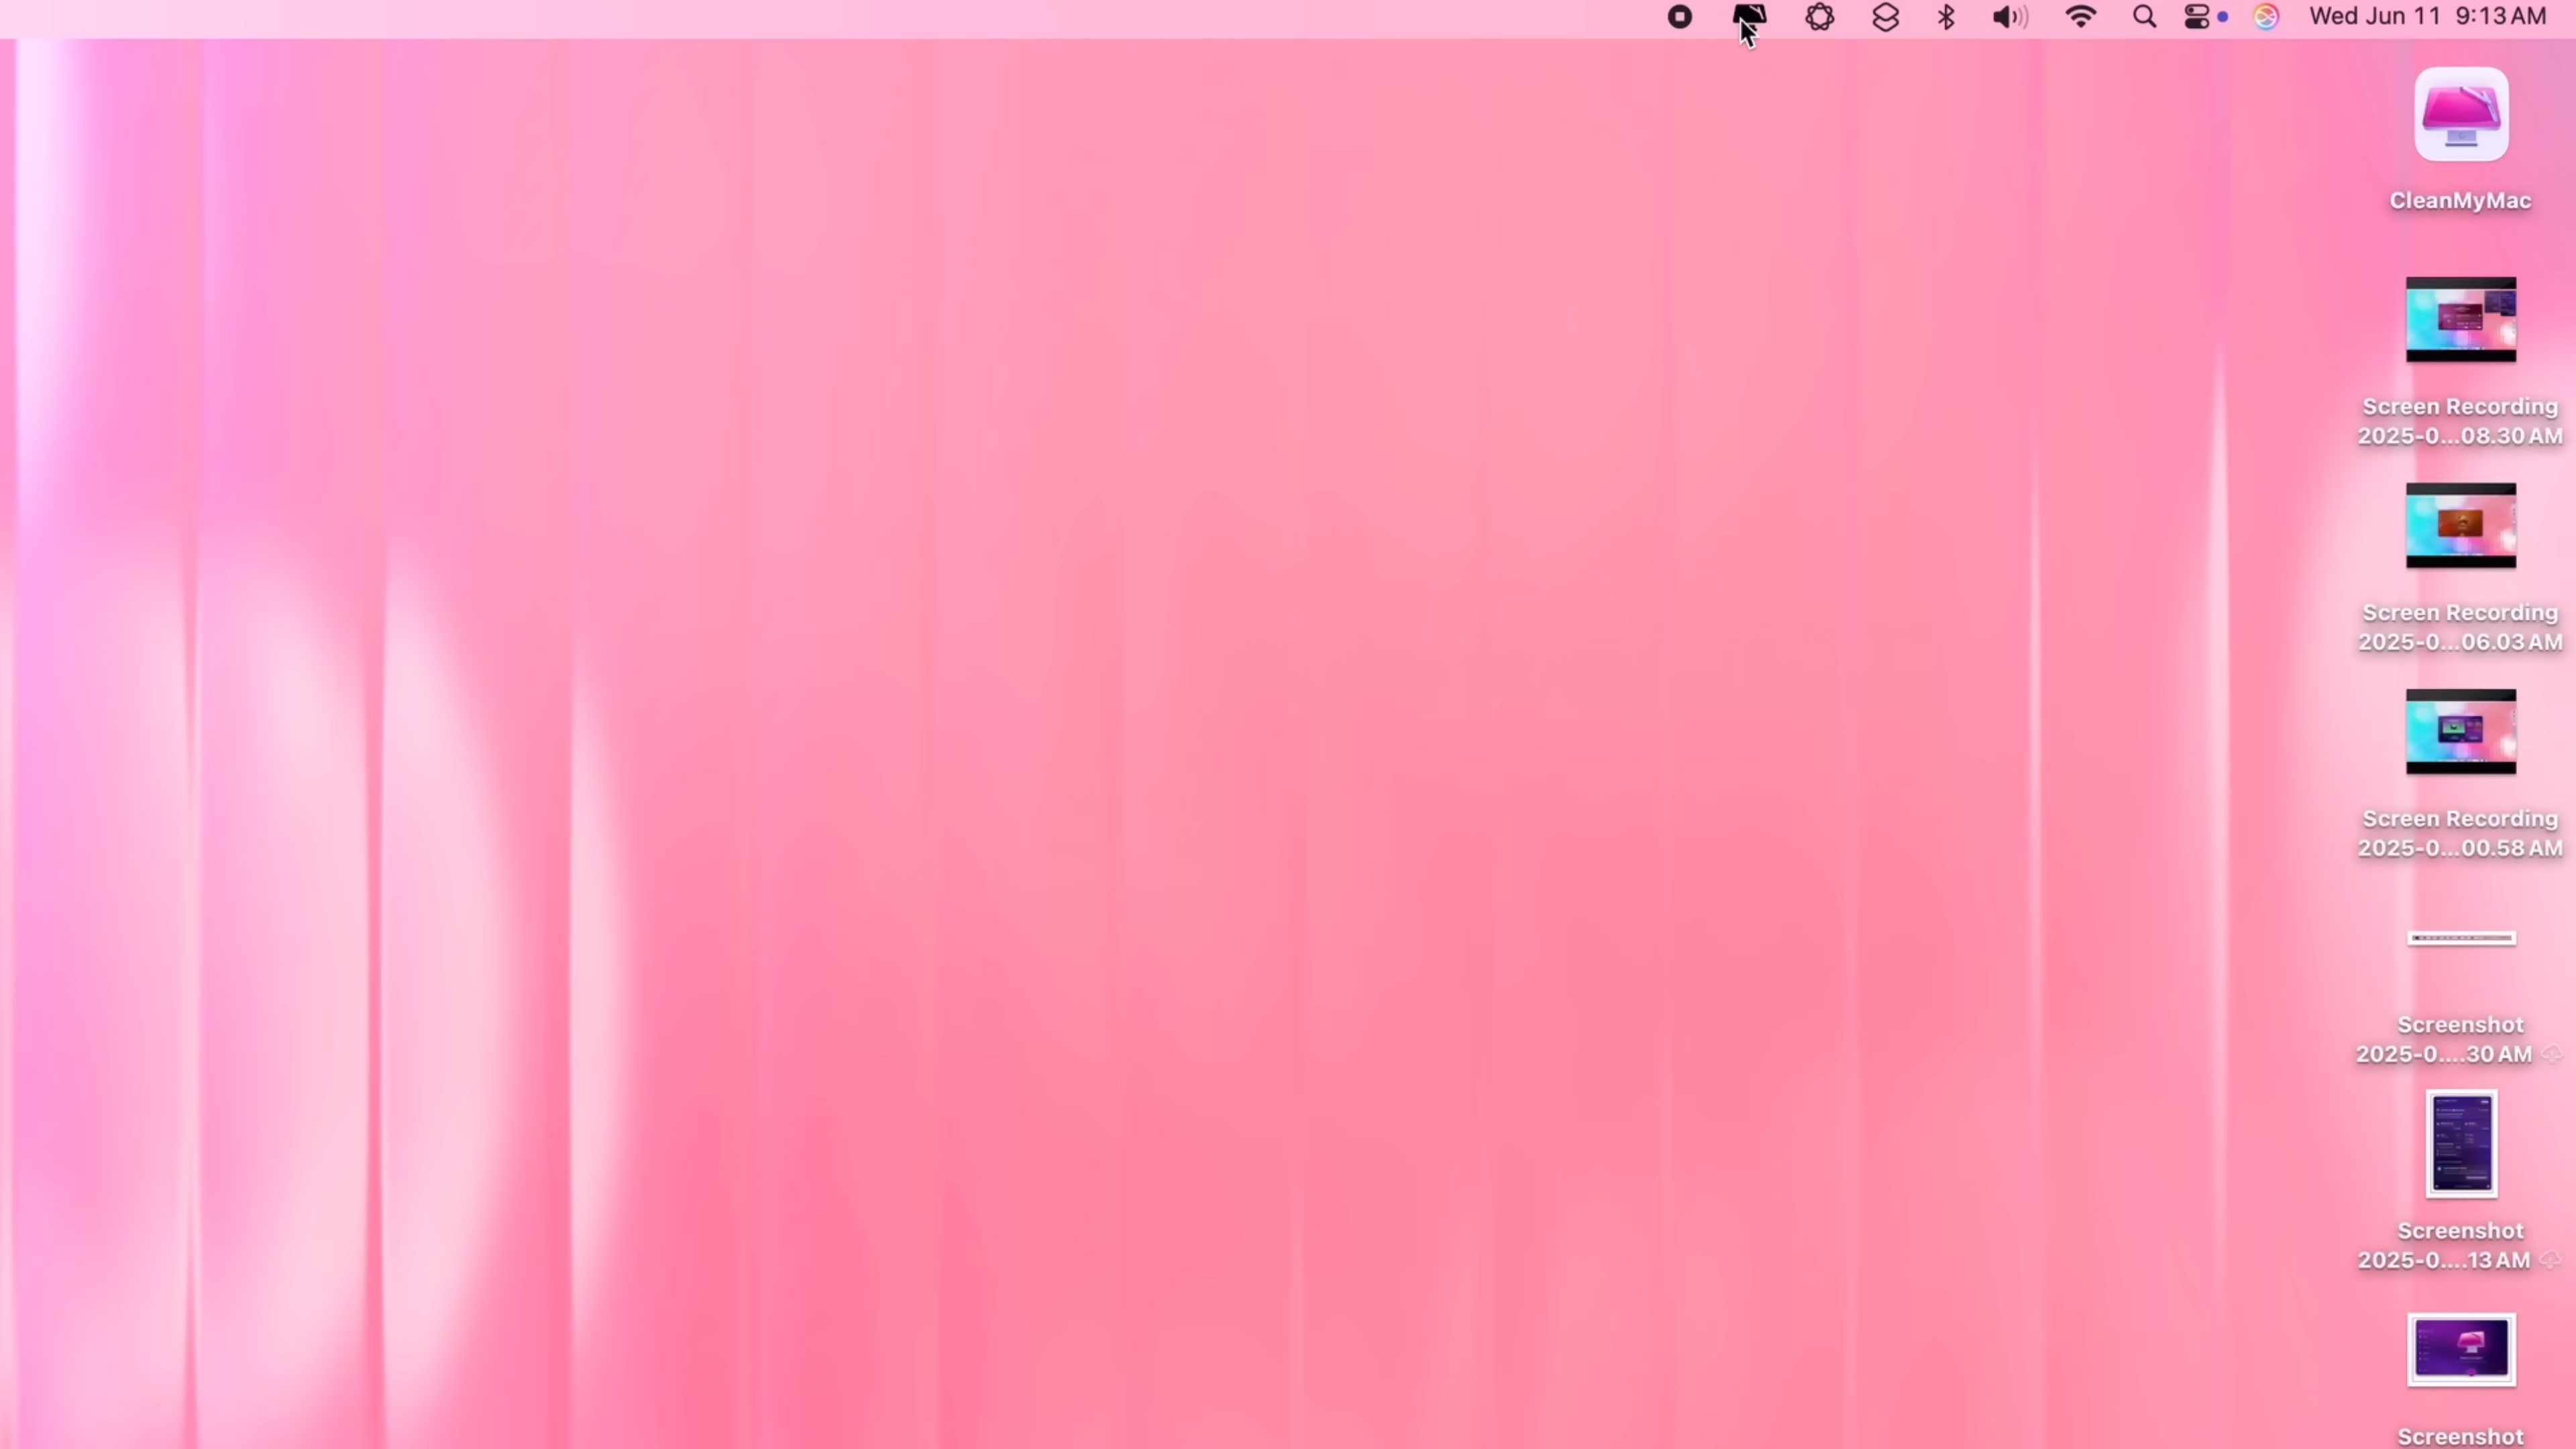 Wed Jun 11 9:13 AM
CleanMyMac
Screen Recording
2025-0...08.30 AM
Screen Recording
2025-0...06.03 AM
Screen Recording
2025-0...00.58 AM
Screenshot
2025-0....30 AM
Screenshot
2025-0....13 AM
Screenshot